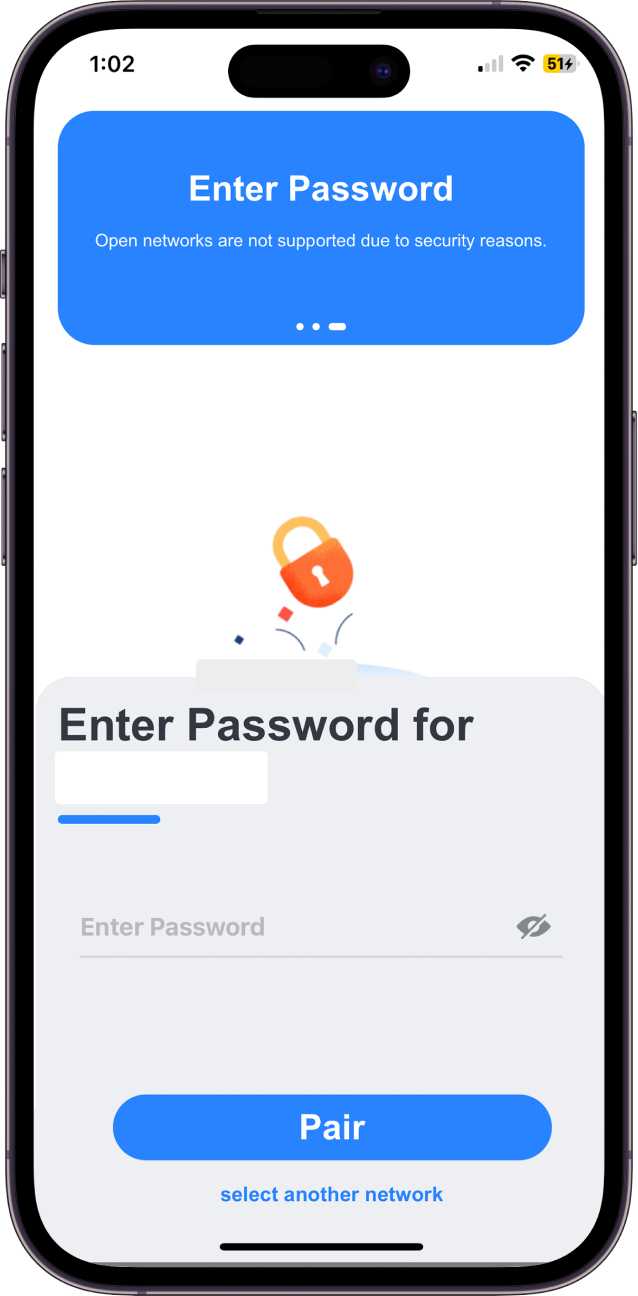 1:02
51
Enter Password
Open networks are not supported due to security reasons.
Enter Password for
Enter Password
Pair
select another network